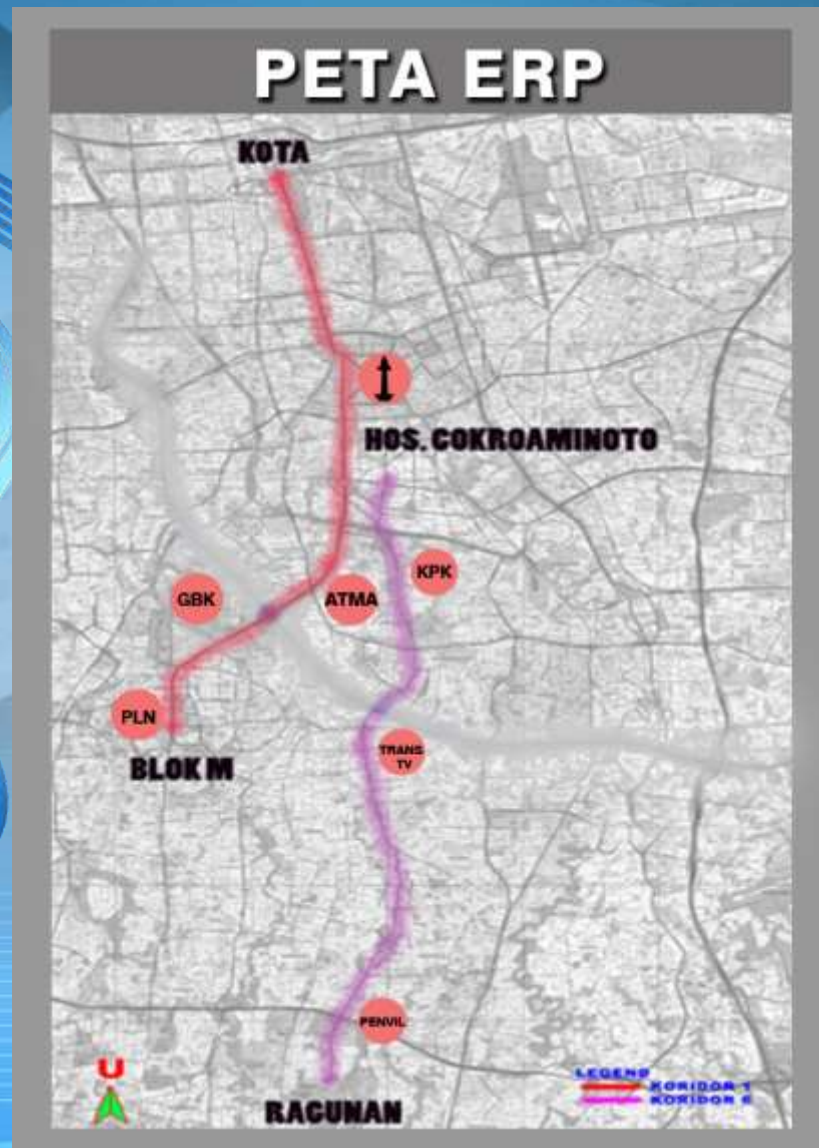 PETA ERP
KOTA
HOS. COKROAMINOTO
KPK
GBK
ATMA
PLN
TRANS
TV
BLOK M
PENVIL
U
LEGEND
KORIDOR 1
KORIDOR 6
RAGUNAN